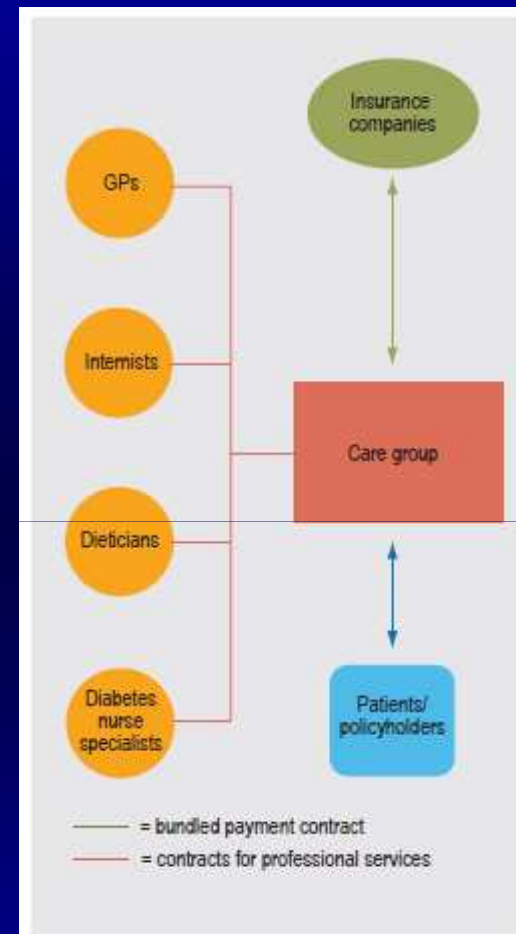 Insurance
companies
GPs
Internists
Care group
Dieticians
Diabetes
nurse
specialists
Patients/
policyholders
= bundled payment contract
= contracts for professional services